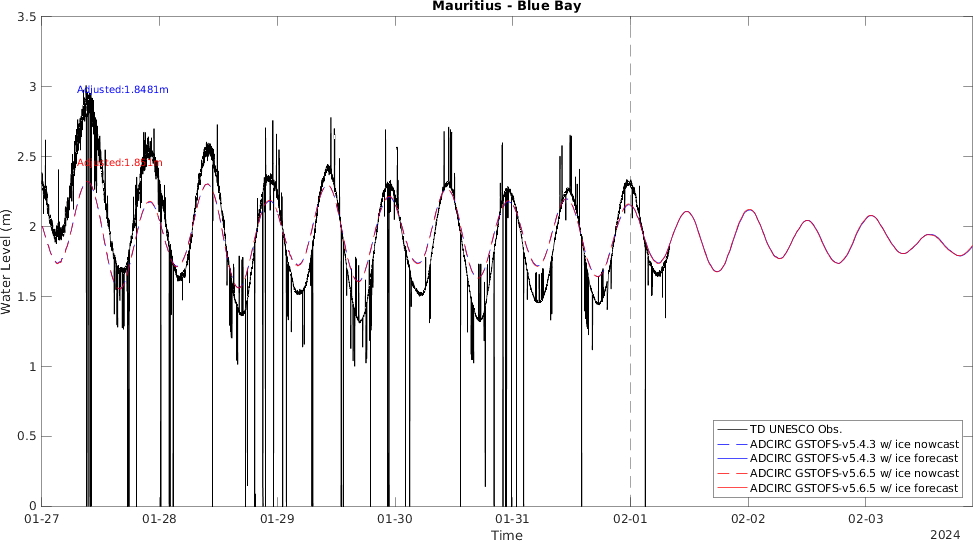 Mauritius - Blue Bay
3.5
3
2.5
2
1.5
1
0.5
0
Water Level (m)
Adjusted:1.8481m
TD UNESCO Obs.
ADCIRC GSTOFS-v5.4.3 w/ ice nowcast
ADCIRC GSTOFS-v5.4.3 w/ ice forecast
ADCIRC GSTOFS-v5.6.5 w/ ice nowcast
ADCIRC GSTOFS-v5.6.5 w/ ice forecast
01-27 01-28 01-29 01-30 01-31 02-01 02-02 02-03
Time
2024